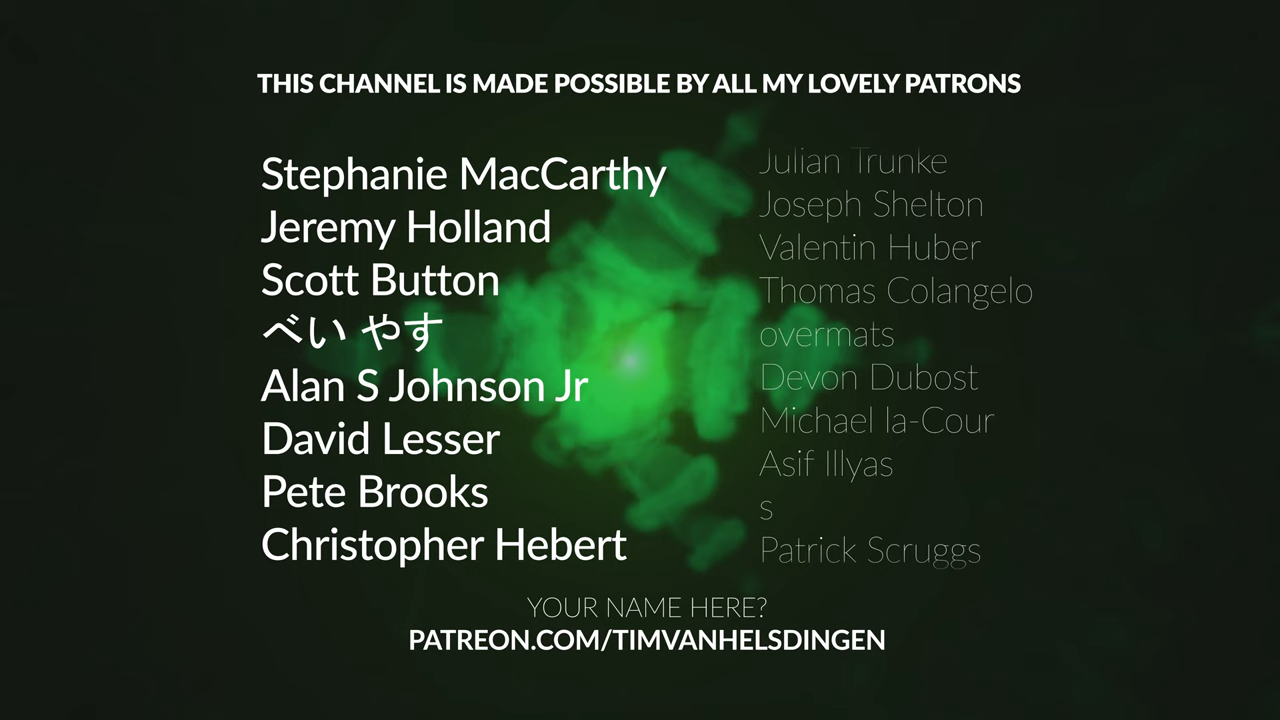 THIS CHANNEL IS MADE POSSIBLE BY ALL MY LOVELY PATRONS
Stephanie MacCarthy
Jeremy Holland
Scott Button
べい やす
Alan S Johnson Jr
David Lesser
Pete Brooks
Christopher Hebert
Julian Trunke
Joseph Shelton
Valentin Huber
Thomas Colangelo
overmats
Devon Dubost
Michael la-Cour
Asif Illyas
s
Patrick Scruggs
YOUR NAME HERE?
PATREON.COM/TIMVANHELSDINGEN